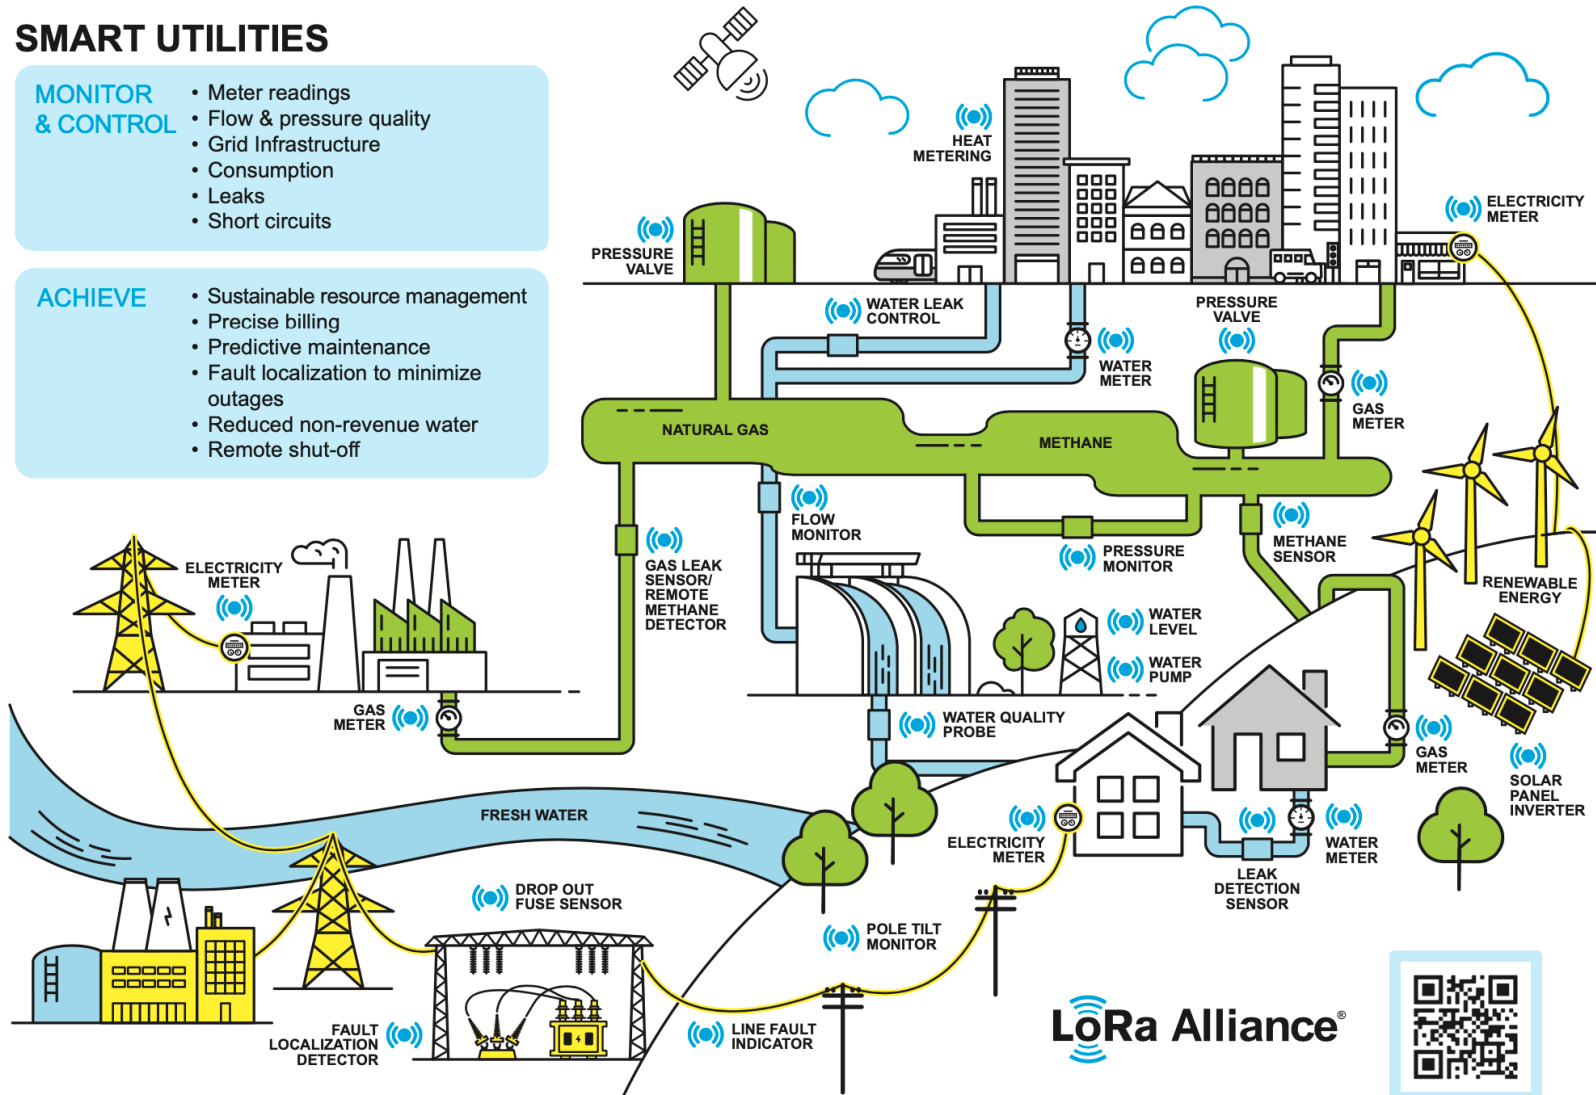 SMART UTILITIES
MONITOR
& CONTROL
• Meter readings
• Flow & pressure quality
• Grid Infrastructure
• Consumption
• Leaks
• Short circuits
ACHIEVE
• Sustainable resource management
• Precise billing
• Predictive maintenance
• Fault localization to minimize
outages
• Reduced non-revenue water
• Remote shut-off
HEAT
METERING
ELECTRICITY
METER
PRESSURE
VALVE
WATER LEAK
CONTROL
PRESSURE
VALVE
WATER
METER
GAS
METER
NATURAL GAS
METHANE
FLOW
MONITOR
PRESSURE
MONITOR
METHANE
SENSOR
GAS LEAK
SENSOR/
REMOTE
METHANE
DETECTOR
ELECTRICITY
METER
RENEWABLE
ENERGY
WATER
LEVEL
WATER
PUMP
GAS
METER
WATER QUALITY
PROBE
GAS
METER
SOLAR
PANEL
INVERTER
FRESH WATER
ELECTRICITY
METER
LEAK
DETECTION
SENSOR
WATER
METER
DROP OUT
FUSE SENSOR
POLE TILT
MONITOR
FAULT
LOCALIZATION
DETECTOR
LINE FAULT
INDICATOR
LoRa Alliance®